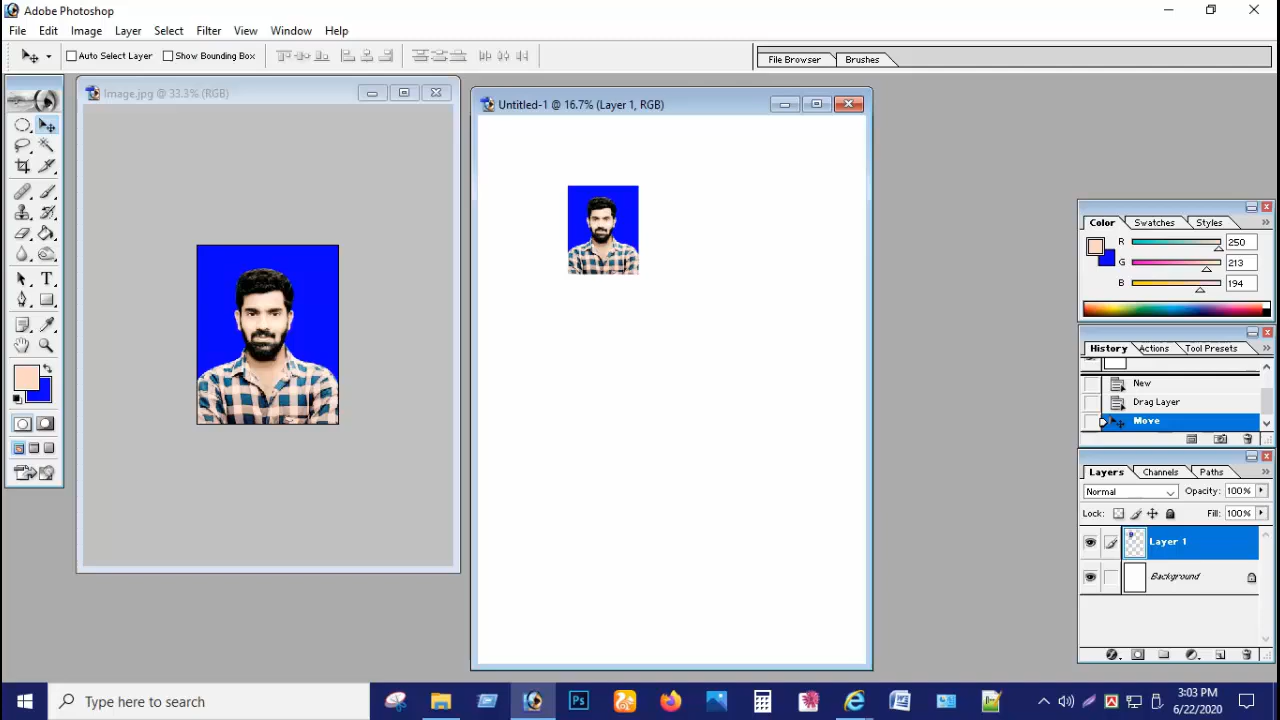 Adobe Photoshop
File Edit Image Layer Select Filter View Window Help
Auto Select Layer Show Bounding Box File Browser Brushes
Image.jpg @ 33.3% (RGB)
Untitled-1 @ 16.7% (Layer 1, RGB)
Color Swatches Styles
R 250
G 213
B 194
History Actions Tool Presets
New
Drag Layer
Move
Layers Channels Paths
Normal Opacity: 100%
Lock: Fill: 100%
Layer 1
Background
T
Type here to search
Ps
3:03 PM
6/22/2020